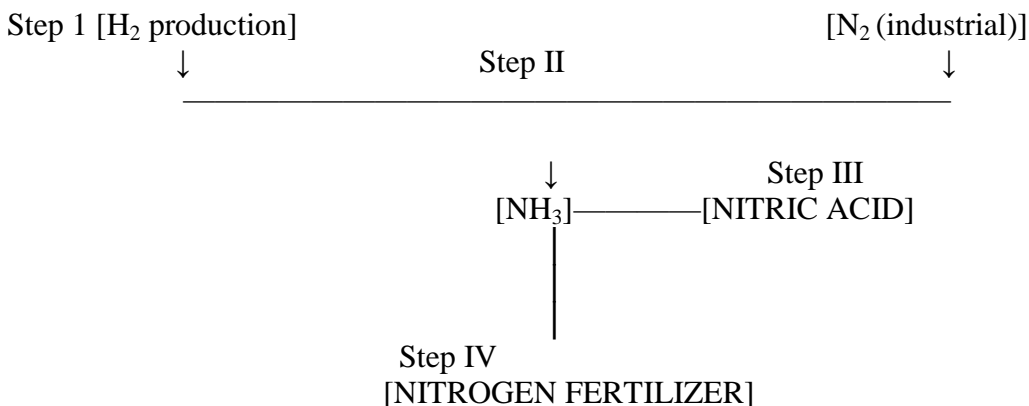 Step 1 [H₂ production] [N₂ (industrial)]
↓ Step II ↓
↓ Step III
[NH₃]————[NITRIC ACID]
Step IV
[NITROGEN FERTILIZER]